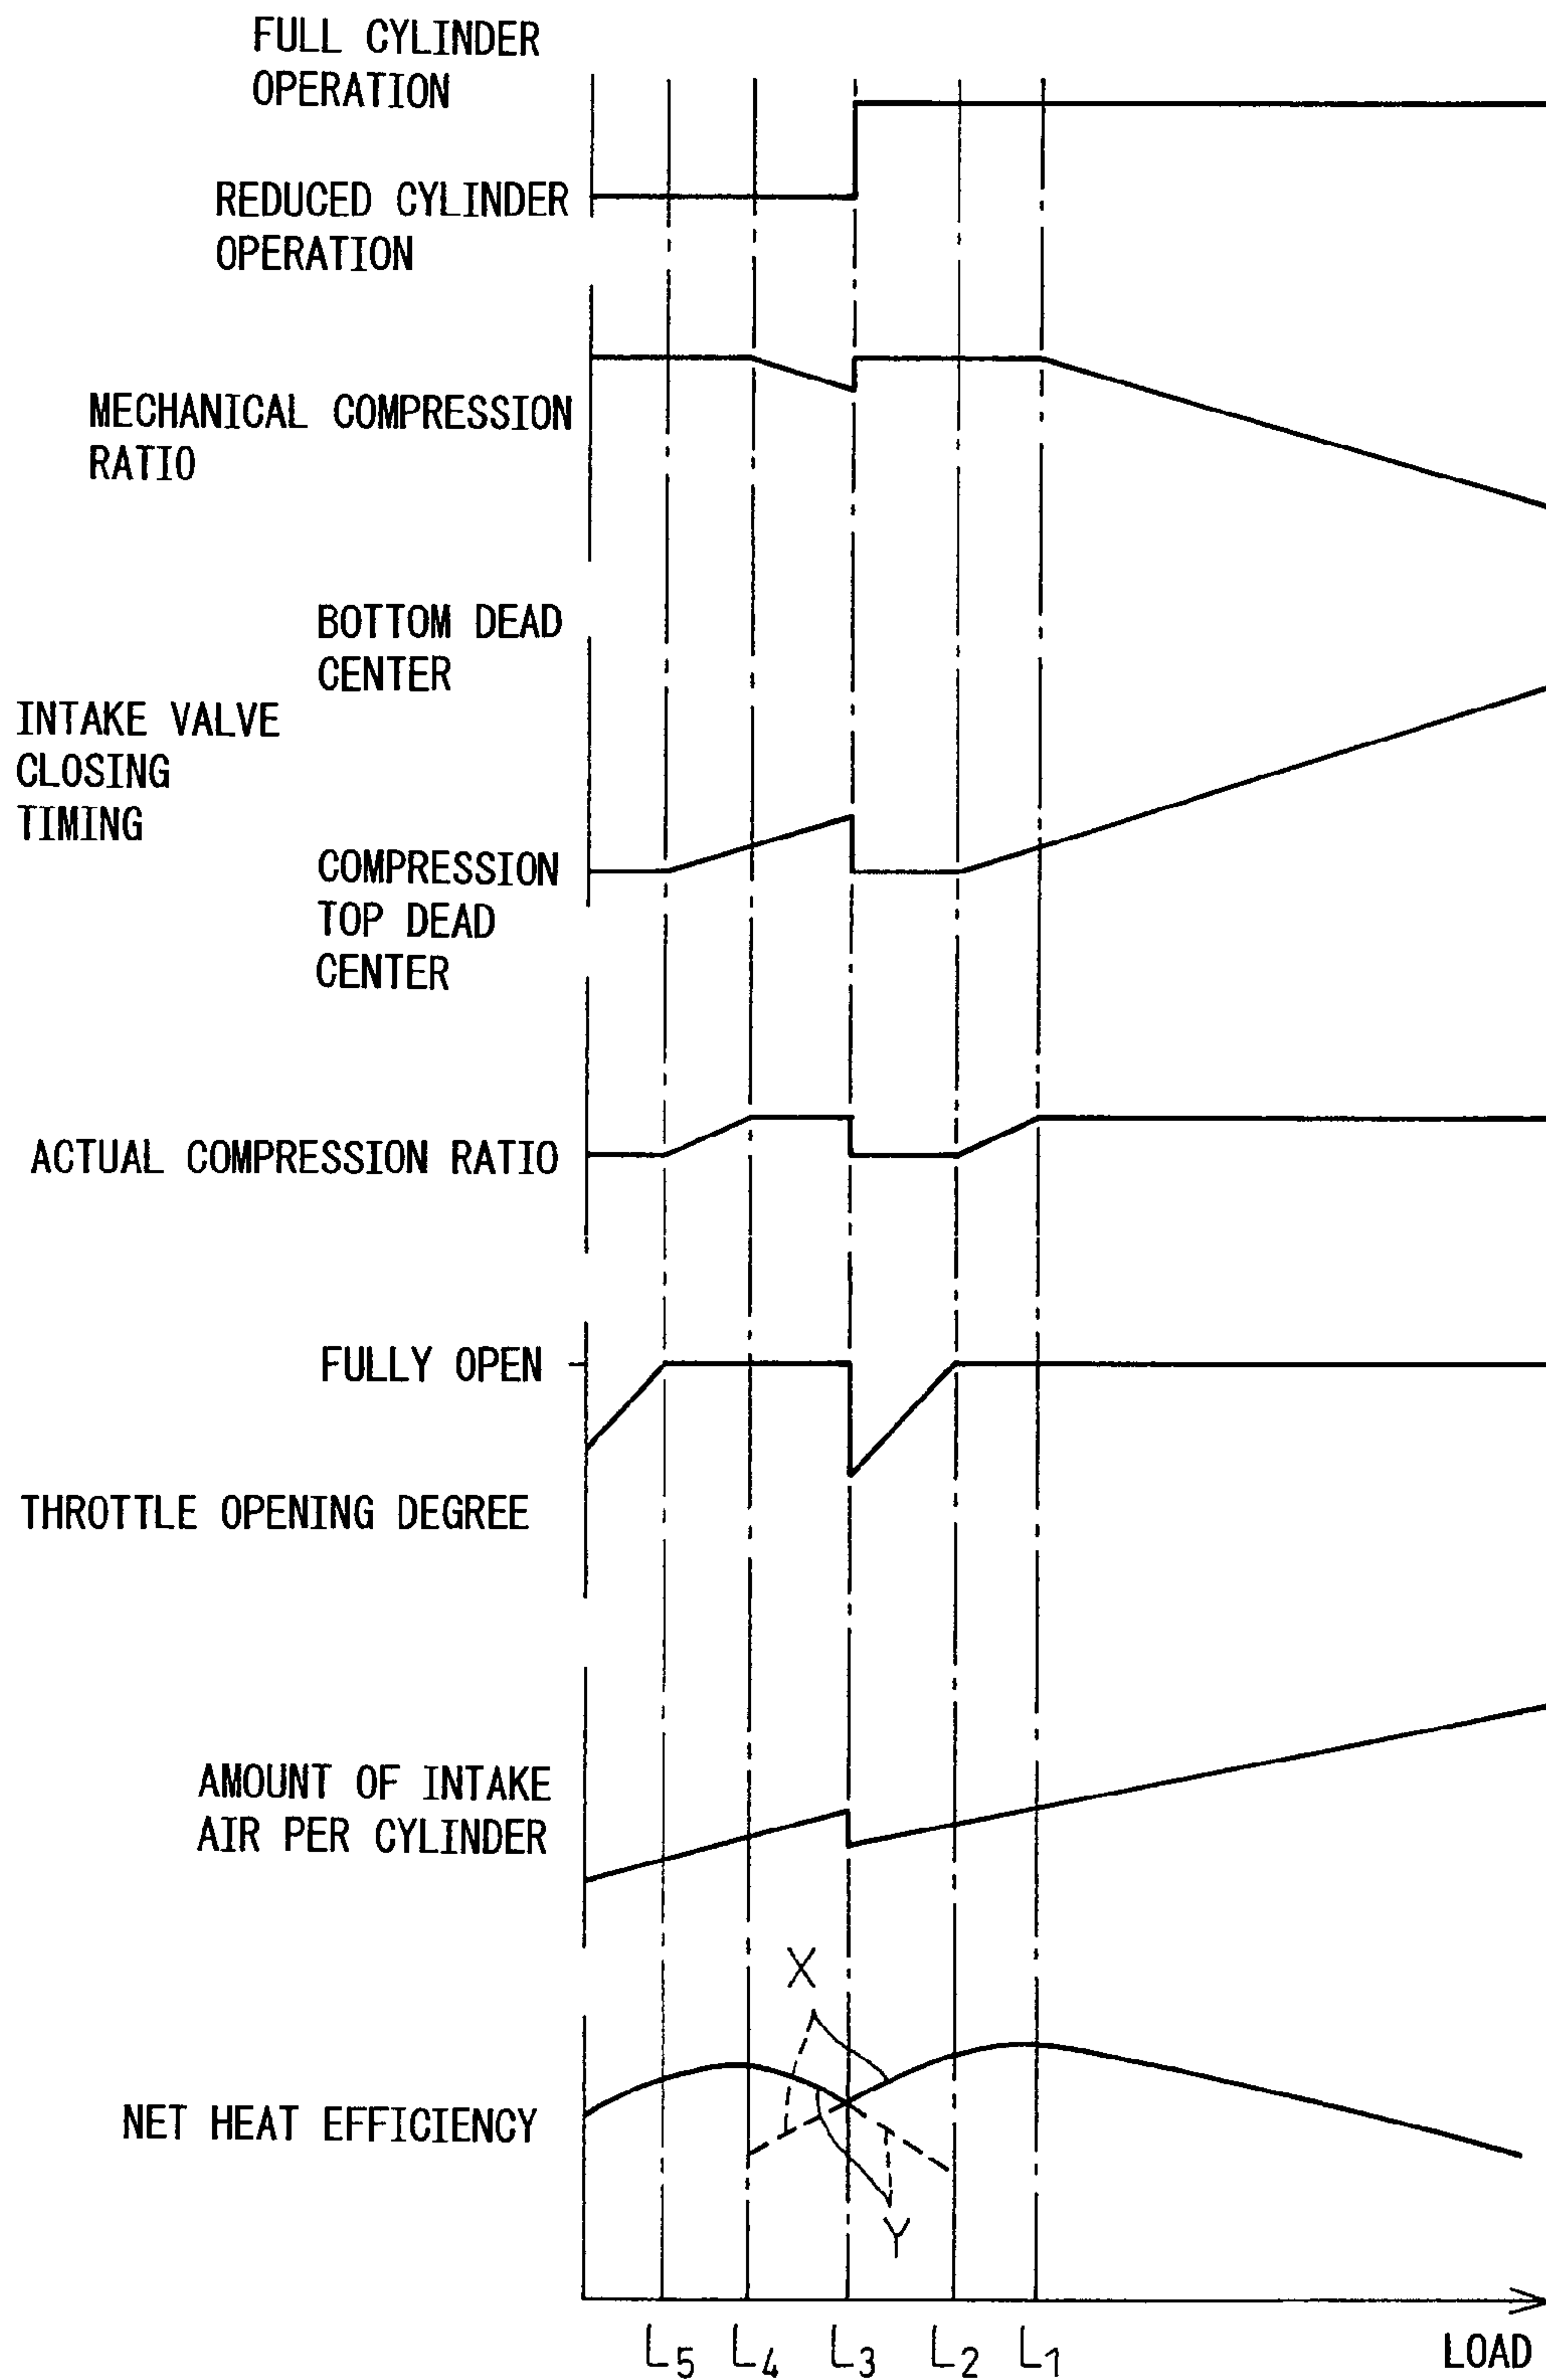 FULL CYLINDER
OPERATION
REDUCED CYLINDER
OPERATION
MECHANICAL COMPRESSION
RATIO
BOTTOM DEAD
CENTER
INTAKE VALVE
CLOSING
TIMING
COMPRESSION
TOP DEAD
CENTER
ACTUAL COMPRESSION RATIO
FULLY OPEN
THROTTLE OPENING DEGREE
AMOUNT OF INTAKE
AIR PER CYLINDER
X
NET HEAT EFFICIENCY
Y
L5 L4 L3 L2 L1 LOAD